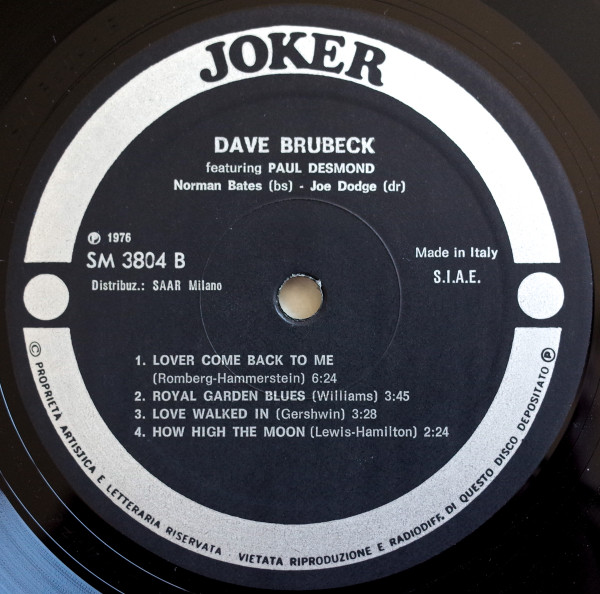 JOKER
DAVE BRUBECK
featuring PAUL DESMOND
Norman Bates (bs) - Joe Dodge (dr)
℗ 1976
SM 3804 B
Distribuz.: SAAR Milano
Made in Italy
S.I.A.E.
1. LOVER COME BACK TO ME
(Romberg-Hammerstein) 6:24
2. ROYAL GARDEN BLUES (Williams) 3:45
3. LOVE WALKED IN (Gershwin) 3:28
4. HOW HIGH THE MOON (Lewis-Hamilton) 2:24
© PROPRIETA ARTISJICA E LETTERARIA RISERVATA VIETATA RIPRODUZIONE E RADIODIFF. DI QUESTO DISCO DEPOSITATO ℗